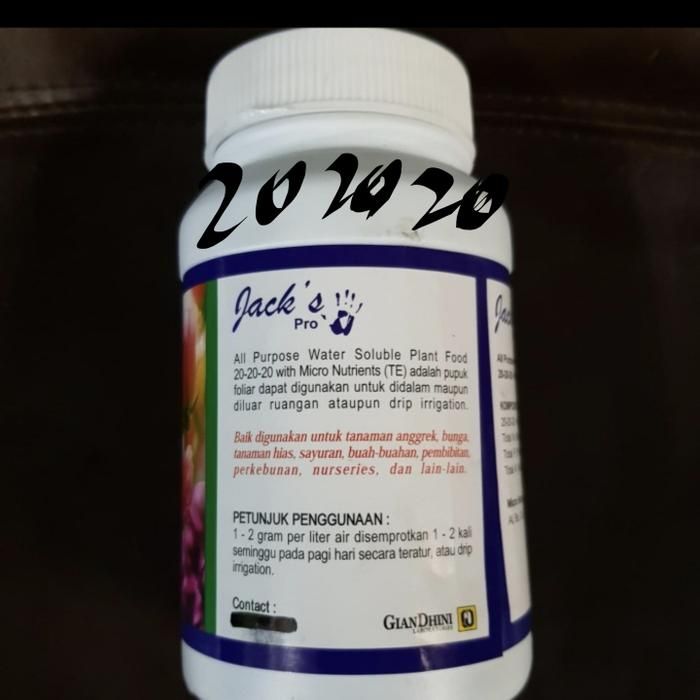 20 20 20
Jack's
Pro
All Purpose Water Soluble Plant Food
20-20-20 with Micro Nutrients (TE) adalah pupuk
foliar dapat digunakan untuk didalam maupun
diluar ruangan ataupun drip irrigation.
Baik digunakan untuk tanaman anggrek, bunga,
tanaman hias, sayuran, buah-buahan, pembibitan,
perkebunan, nurseries, dan lain-lain.
PETUNJUK PENGGUNAAN :
1 - 2 gram per liter air disemprotkan 1 - 2 kali
seminggu pada pagi hari secara teratur, atau drip
irrigation.
Contact :
GIANDHINI
LABORATORIES